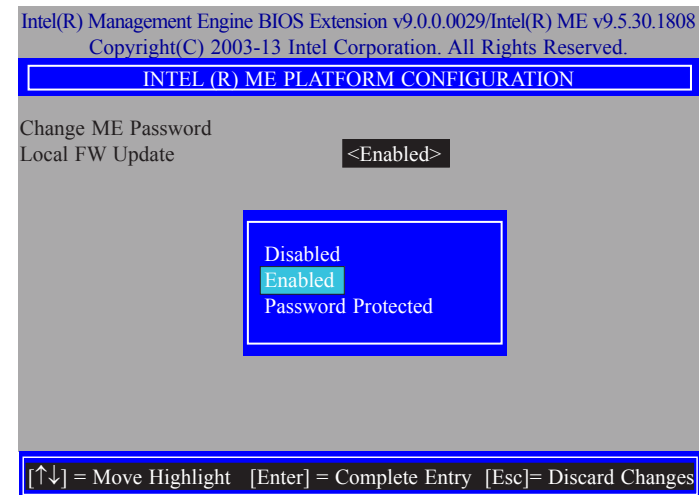 Intel(R) Management Engine BIOS Extension v9.0.0.0029/Intel(R) ME v9.5.30.1808
Copyright(C) 2003-13 Intel Corporation. All Rights Reserved.
INTEL (R) ME PLATFORM CONFIGURATION
Change ME Password
Local FW Update <Enabled>
Disabled
Enabled
Password Protected
[↑↓] = Move Highlight [Enter] = Complete Entry [Esc]= Discard Changes